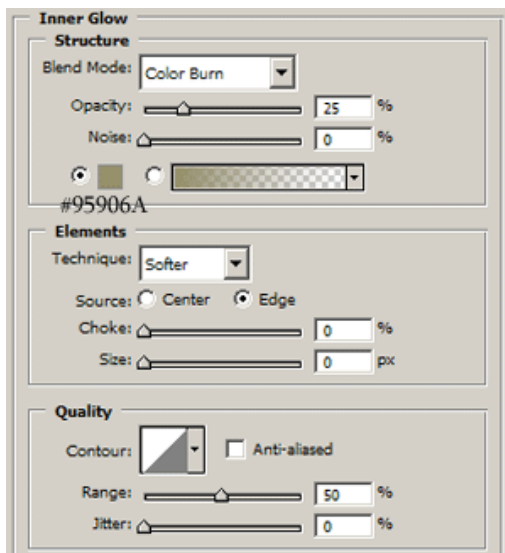 Inner Glow
Structure
Blend Mode: Color Burn
Opacity: 25 %
Noise: 0 %
#95906A
Elements
Technique: Softer
Source: Center Edge
Choke: 0 %
Size: 0 px
Quality
Contour: Anti-aliased
Range: 50 %
Jitter: 0 %